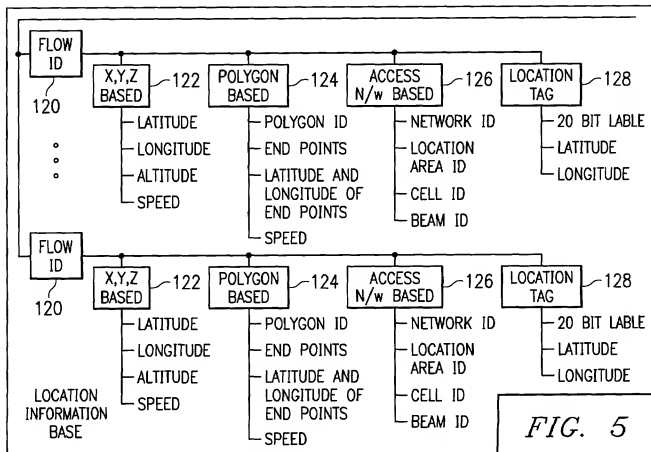 FLOW
ID
120
X,Y,Z
BASED
122
POLYGON
BASED
124
ACCESS
N/w BASED
126
LOCATION
TAG
128
LATITUDE
LONGITUDE
ALTITUDE
SPEED
POLYGON ID
END POINTS
LATITUDE AND
LONGITUDE OF
END POINTS
SPEED
NETWORK ID
LOCATION
AREA ID
CELL ID
BEAM ID
20 BIT LABLE
LATITUDE
LONGITUDE
FLOW
ID
120
X,Y,Z
BASED
122
POLYGON
BASED
124
ACCESS
N/w BASED
126
LOCATION
TAG
128
LATITUDE
LONGITUDE
ALTITUDE
SPEED
POLYGON ID
END POINTS
LATITUDE AND
LONGITUDE OF
END POINTS
SPEED
NETWORK ID
LOCATION
AREA ID
CELL ID
BEAM ID
20 BIT LABLE
LATITUDE
LONGITUDE
LOCATION
INFORMATION
BASE
FIG. 5